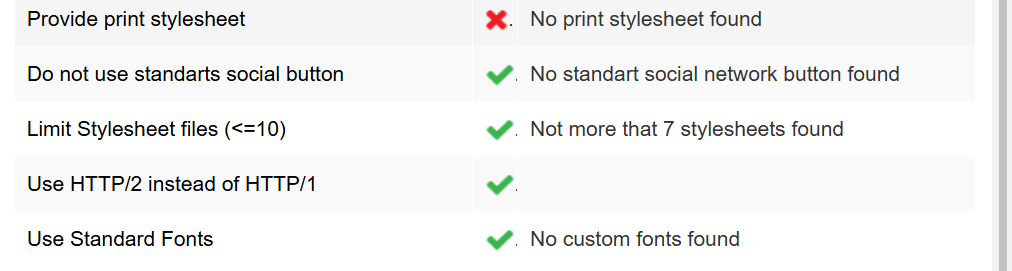 Provide print stylesheet . No print stylesheet found
Do not use standarts social button . No standart social network button found
Limit Stylesheet files (<=10) . Not more that 7 stylesheets found
Use HTTP/2 instead of HTTP/1 .
Use Standard Fonts . No custom fonts found